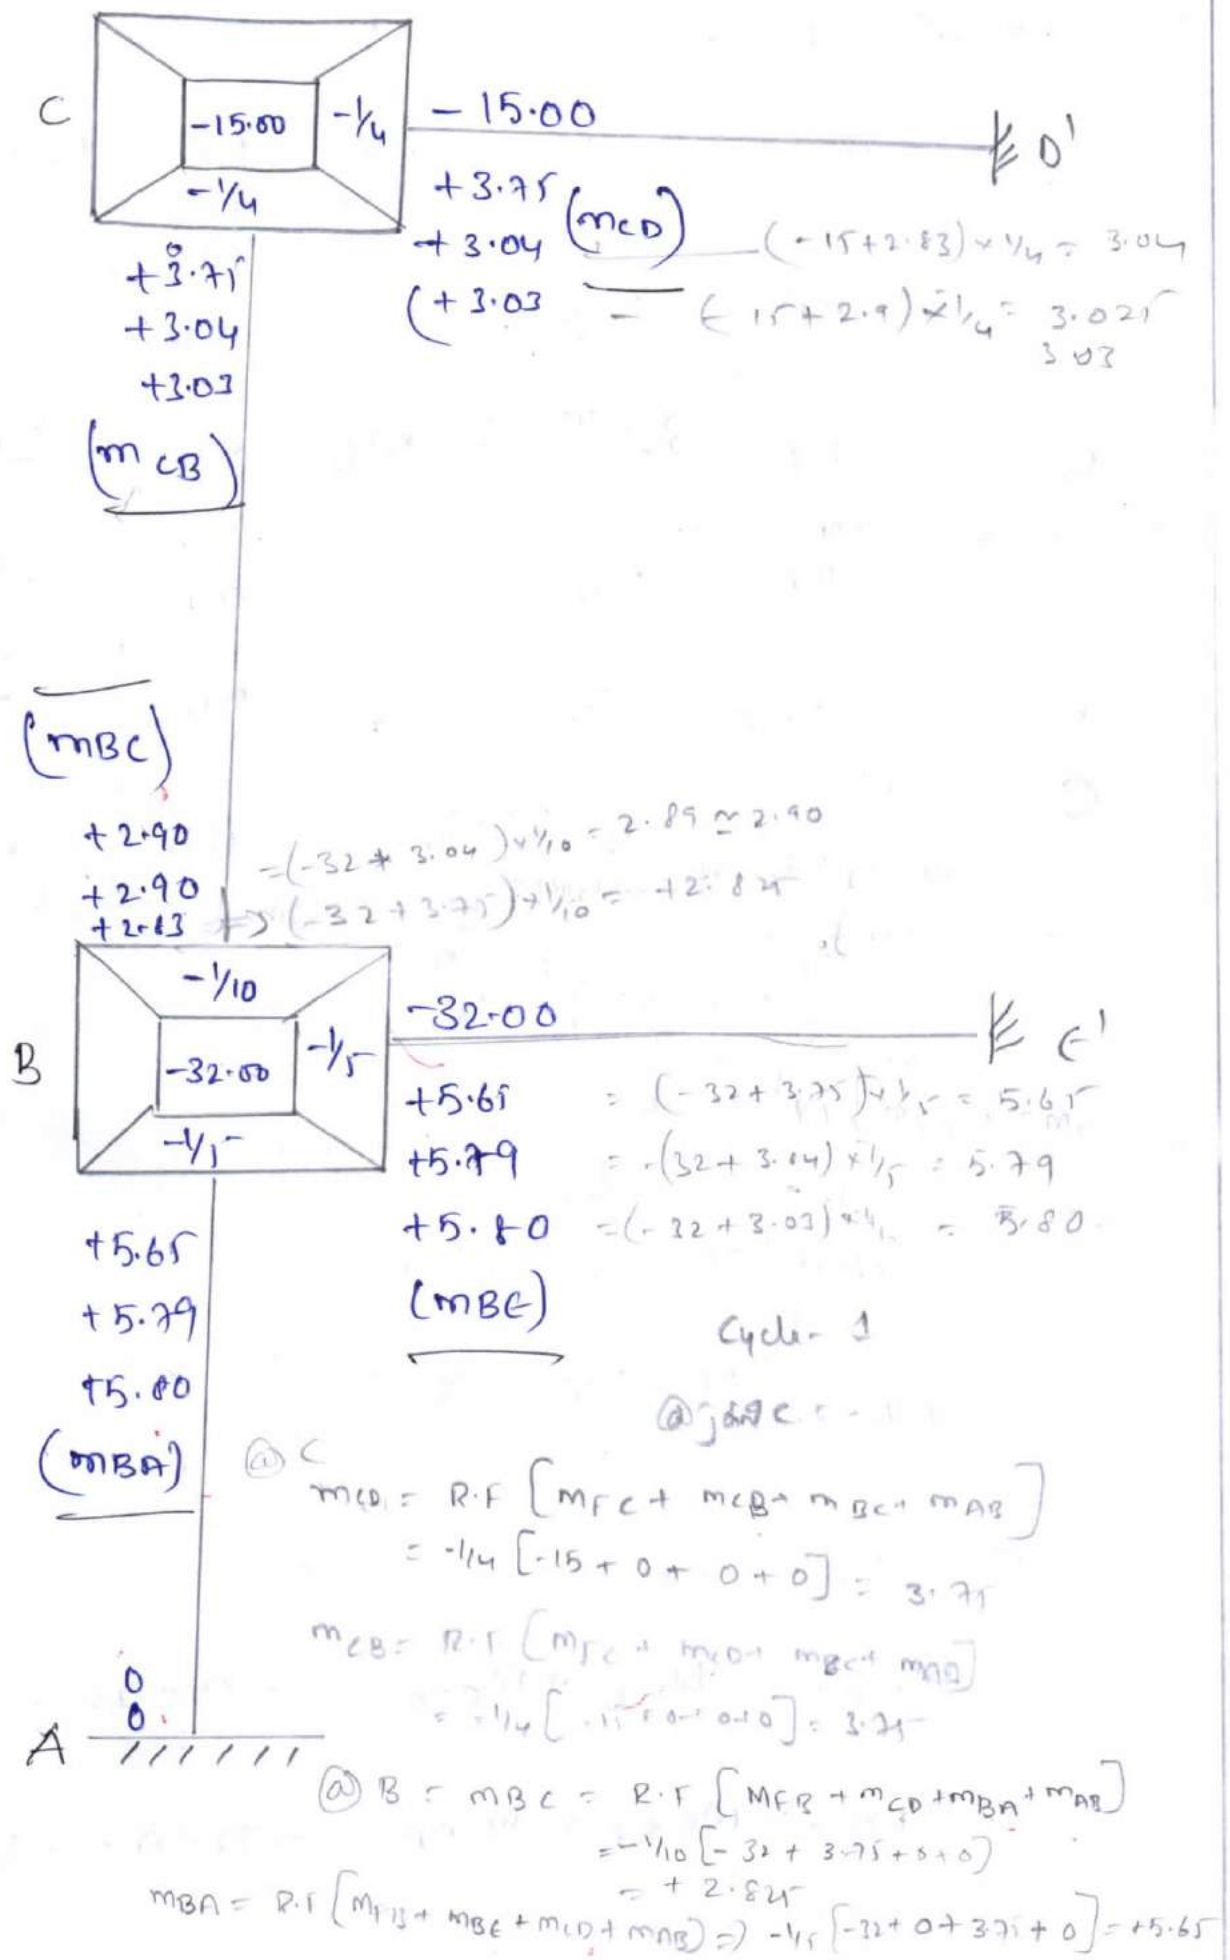 C
-15.00
-1/4
-1/4
-15.00
D'
+3.75
+3.04
(+3.03
(mCD)
(-15+2.83) x 1/4 = 3.04
= (-15+2.9) x 1/4 = 3.025
3.03
+3.75
+3.04
+3.03
(mCB)
(mBC)
+2.90
+2.90
+2.83
=(-32 + 3.04) x 1/10 = 2.89 ≃ 2.90
=> (-32+3.75) x 1/10 = +2.825
B
-1/10
-32.00
-1/5
-1/5
-32.00
E'
+5.65
= (-32+3.75) x 1/5 = 5.65
+5.79
= -(32+3.04) x 1/5 = 5.79
+5.80
=(-32+3.03) x = 5.80
(mBE)
+5.65
+5.79
+5.80
(mBA)
Cycle- 1
@ joint C
@ C
mCD = R.F [MFC + mCB + mBC + mAB]
= -1/4 [-15 + 0 + 0 + 0] = 3.75
mCB = R.F [MFC + mCD + mBC + mAB]
= -1/4 [-15 + 0 + 0 + 0] = 3.75
0
0
A
@ B = mBC = R.F [MFB + mCD + mBA + mAB]
= -1/10 [-32 + 3.75 + 0 + 0]
= + 2.825
mBA = R.F [MFB + mBE + mCD + mAB] => -1/5 [-32 + 0 + 3.75 + 0] = +5.65